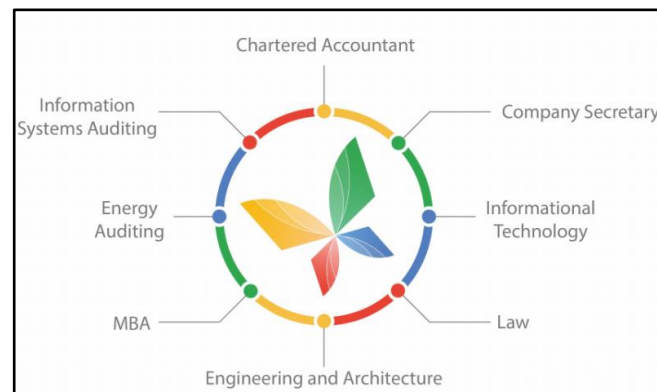 Chartered Accountant
Information
Systems Auditing
Company Secretary
Energy
Auditing
Informational
Technology
MBA
Law
Engineering and Architecture